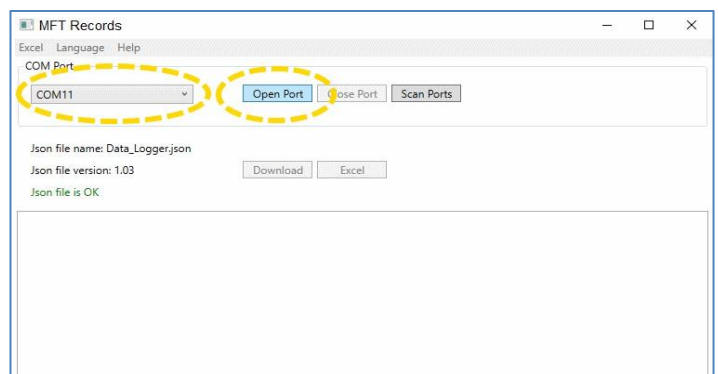 MFT Records
Excel Language Help
COM Port
COM11 Open Port Close Port Scan Ports
Json file name: Data_Logger.json
Json file version: 1.03 Download Excel
Json file is OK